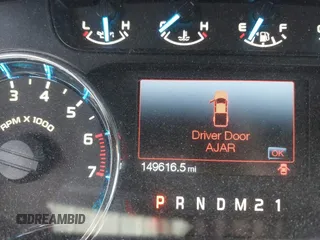 L H C H E F
3 4 5 6 7
RPM X 1000
Driver Door
AJAR
OK
149616.5 mi
P R N D M 2 1
DREAMBID